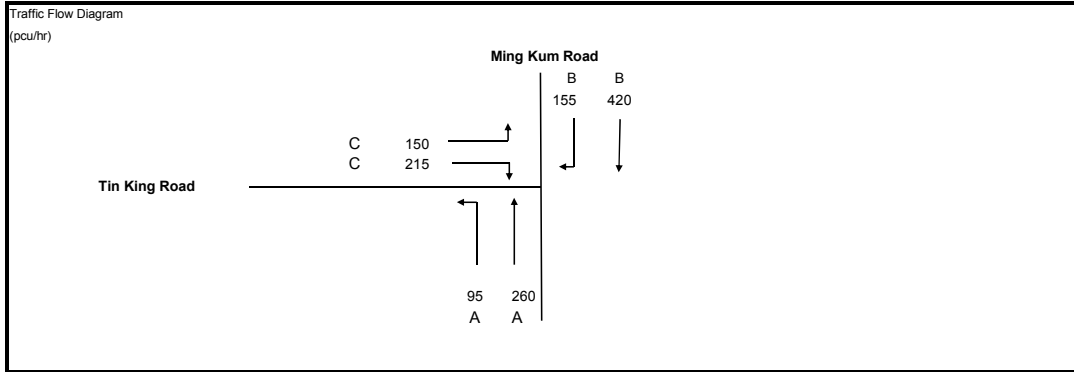 Traffic Flow Diagram
(pcu/hr)
Ming Kum Road
B B
155 420
C 150
C 215
Tin King Road
95 260
A A